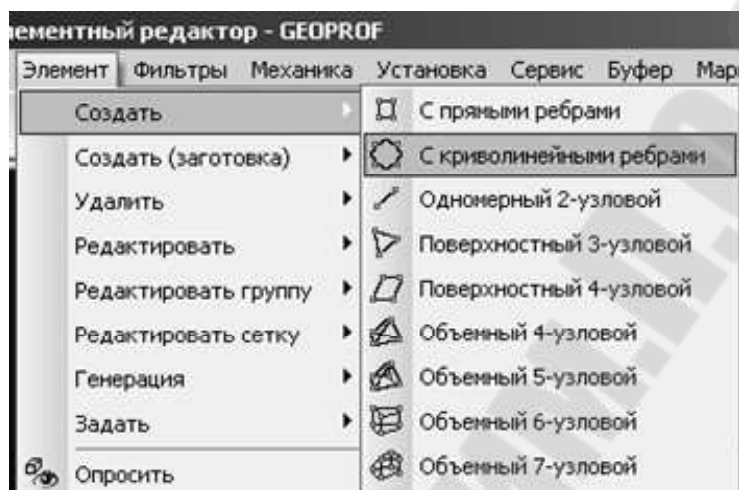 ементный редактор - GEOPROF
Элемент Фильтры Механика Установка Сервис Буфер Мар
Создать
Создать (заготовка)
Удалить
Редактировать
Редактировать группу
Редактировать сетку
Генерация
Задать
Опросить
С прямыми ребрами
С криволинейными ребрами
Одномерный 2-узловой
Поверхностный 3-узловой
Поверхностный 4-узловой
Объемный 4-узловой
Объемный 5-узловой
Объемный 6-узловой
Объемный 7-узловой